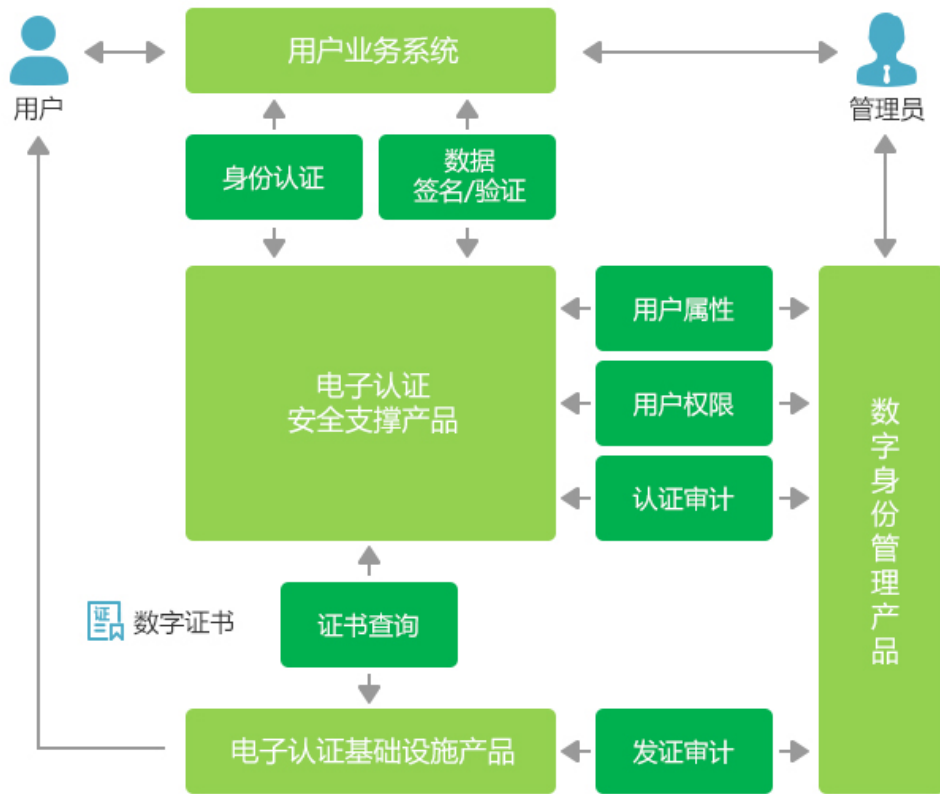 用户业务系统
用户
管理员
身份认证
数据
签名/验证
用户属性
电子认证
安全支撑产品
用户权限
认证审计
数字身份管理产品
数字证书
证书查询
电子认证基础设施产品
发证审计